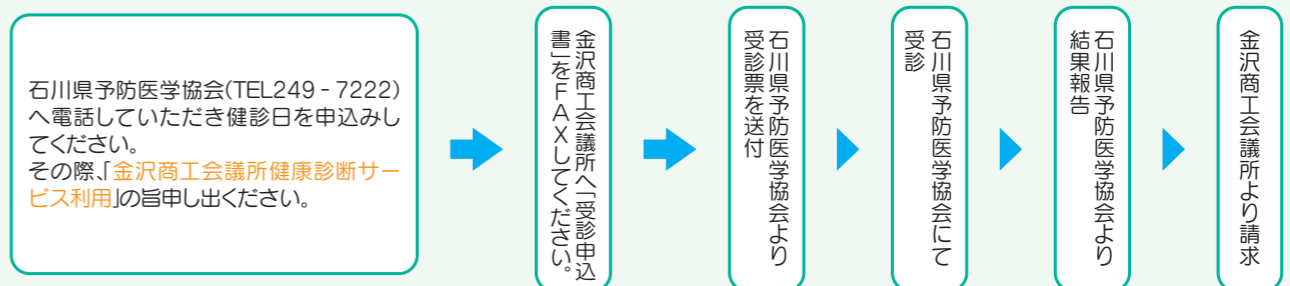 石川県予防医学協会(TEL249-7222)
へ電話していただき健診日を申込みし
てください。
その際、「金沢商工会議所健康診断サー
ビス利用」の旨申し出ください。
金沢商工会議所へ「受診申込
書」をFAXしてください。
石川県予防医学協会より
受診票を送付
石川県予防医学協会にて
受診
石川県予防医学協会より
結果報告
金沢商工会議所より請求